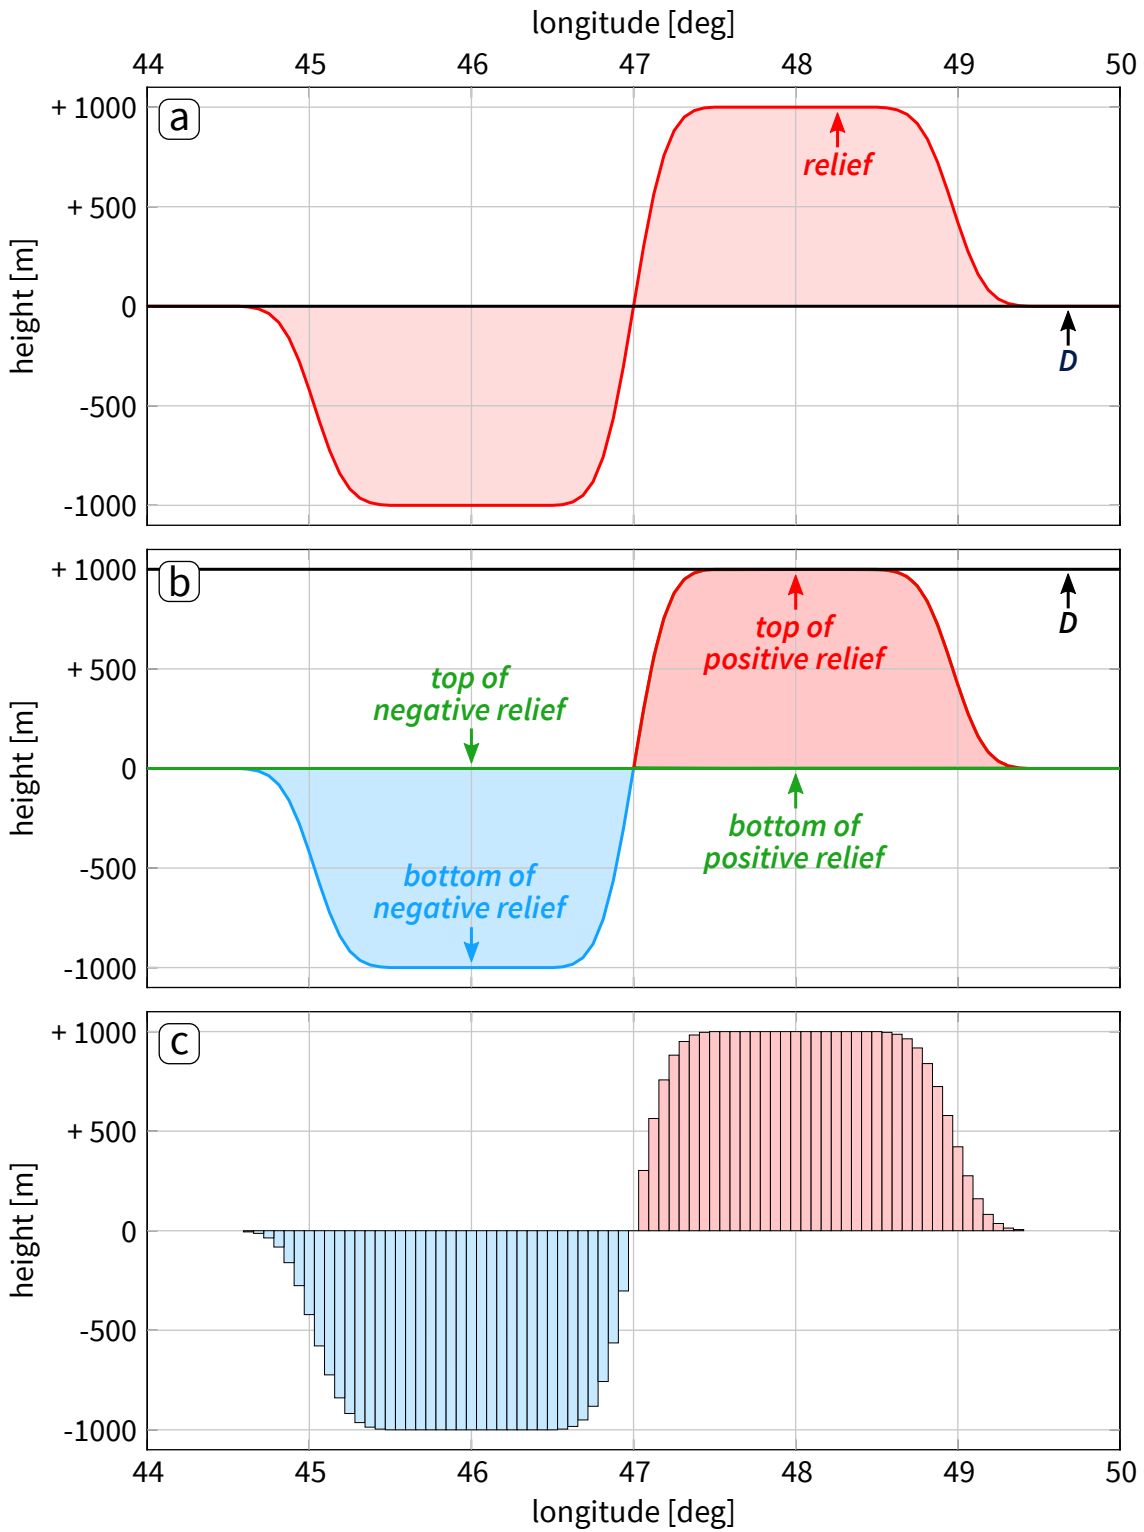 longitude [deg]
44 45 46 47 48 49 50
a
+ 1000
relief
+ 500
height [m]
0
D
-500
-1000
b
+ 1000
D
top of
positive relief
+ 500
top of
negative relief
height [m]
0
bottom of
positive relief
-500
bottom of
negative relief
-1000
c
+ 1000
+ 500
height [m]
0
-500
-1000
44 45 46 47 48 49 50
longitude [deg]